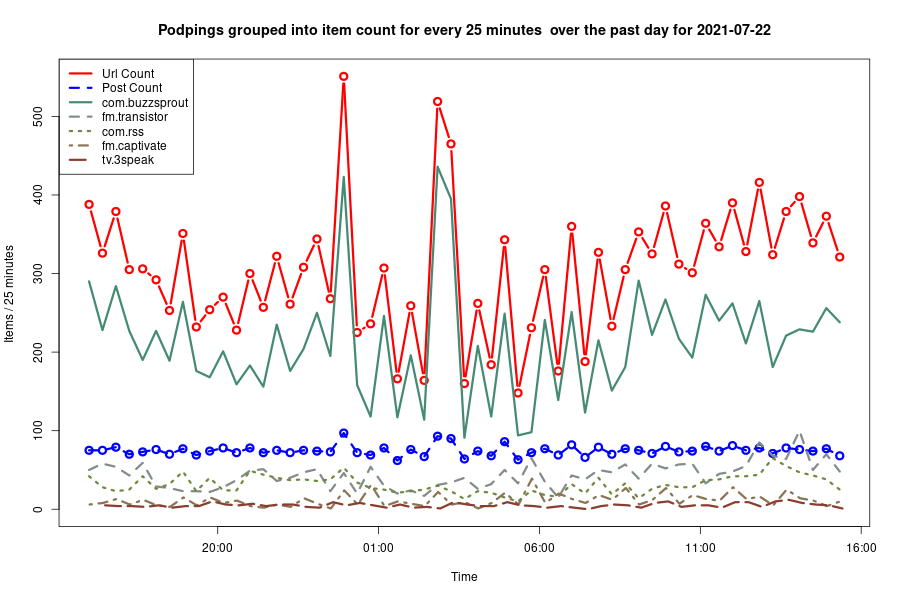 Podpings grouped into item count for every 25 minutes  over the past day for 2021-07-22
Url Count
Post Count
com.buzzsprout
fm.transistor
com.rss
fm.captivate
tv.3speak
Items / 25 minutes
500
400
300
200
100
0
20:00
01:00
06:00
11:00
16:00
Time